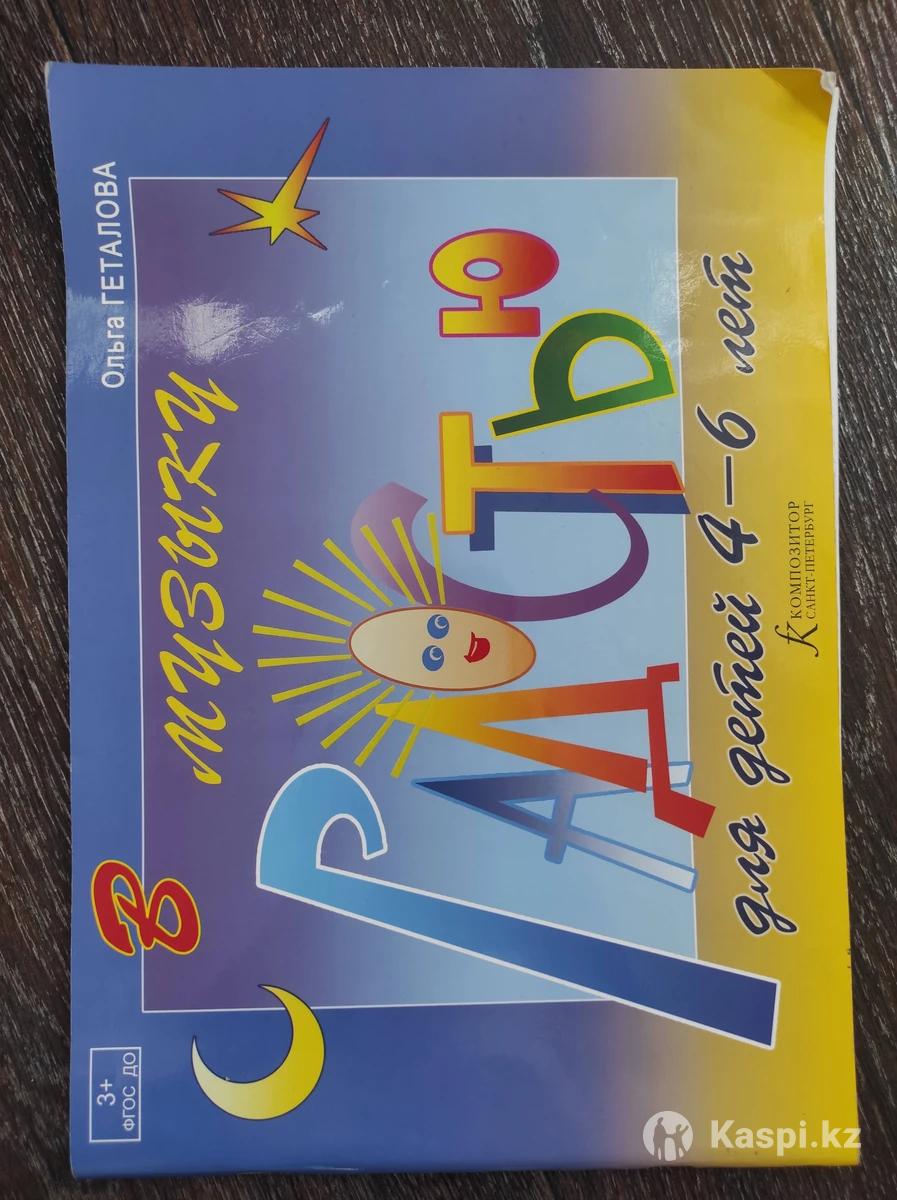 3+
ФГОС ДО
Ольга ГЕТАЛОВА
В
музыку
с РАДОСТЬЮ
для детей 4–6 лет
КОМПОЗИТОР
САНКТ-ПЕТЕРБУРГ
Kaspi.kz